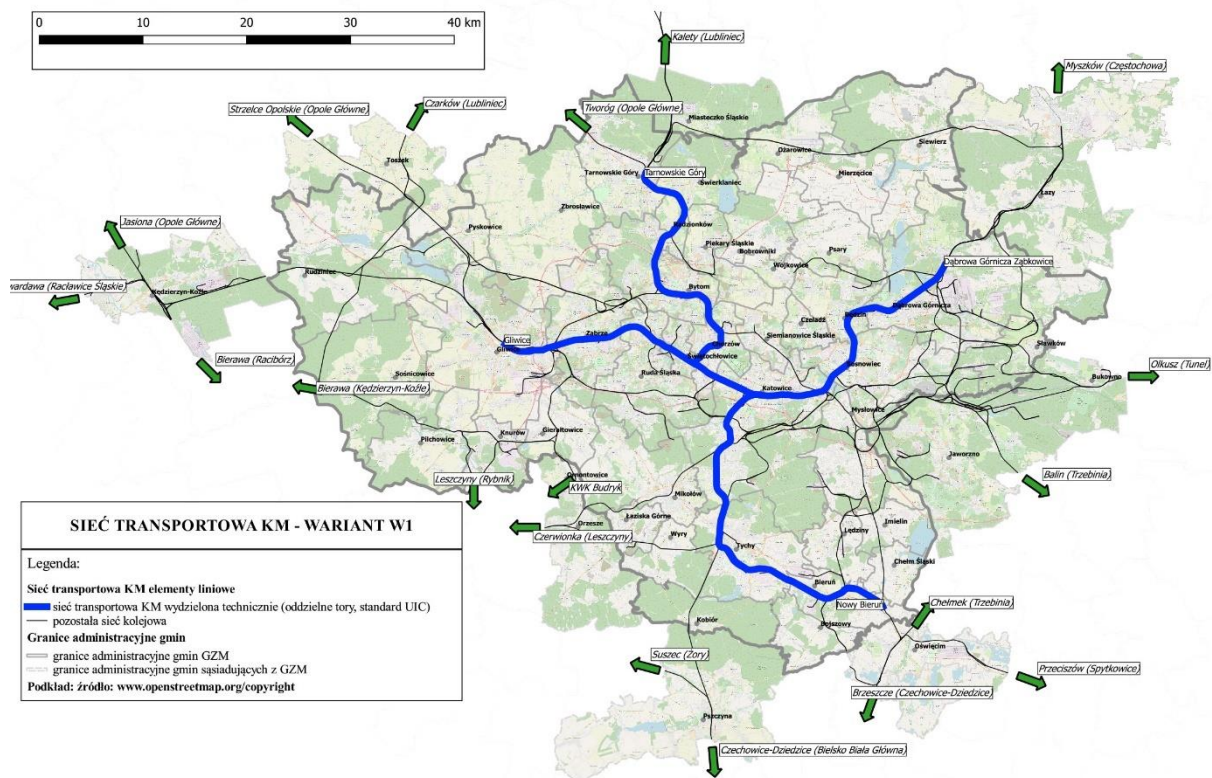 0 10 20 30 40 km
Kalety (Lubliniec)
Myszków (Częstochowa)
Strzelce Opolskie (Opole Główne)
Czarków (Lubliniec)
Tworóg (Opole Główne)
Miasteczko Śląskie
Siewierz
Ożarowice
Toszek
Tarnowskie Góry
Tarnowskie Góry
Świerklaniec
Mierzęcice
Łazy
Zbrosławice
Jasiona (Opole Główne)
Radzionków
Pyskowice
Piekary Śląskie
Bobrowniki
Psary
Wojkowice
Dąbrowa Górnicza Ząbkowice
Rudziniec
wardawa (Racławice Śląskie)
Kędzierzyn-Koźle
Bytom
Dąbrowa Górnicza
Będzin
Czeladź
Zabrze
Siemianowice Śląskie
Gliwice
Gliwice
Chorzów
Świętochłowice
Sławków
Bierawa (Racibórz)
Sosnowiec
Olkusz (Tunel)
Sośnicowice
Ruda Śląska
Bukowno
Bierawa (Kędzierzyn-Koźle)
Katowice
Mysłowice
Knurów
Gierałtowice
Pilchowice
Jaworzno
Leszczyny (Rybnik)
Ornontowice
KWK Budryk
Balin (Trzebinia)
Mikołów
Łaziska Górne
Orzesze
Imielin
Czerwionka (Leszczyny)
Wyry
Lędziny
Tychy
Chełm Śląski
Bieruń
Nowy Bieruń
Chełmek (Trzebinia)
Kobiór
Bojszowy
Oświęcim
Suszec (Żory)
Przeciszów (Spytkowice)
Brzeszcze (Czechowice-Dziedzice)
Pszczyna
Czechowice-Dziedzice (Bielsko Biała Główna)
SIEĆ TRANSPORTOWA KM - WARIANT W1
Legenda:
Sieć transportowa KM elementy liniowe
sieć transportowa KM wydzielona technicznie (oddzielne tory, standard UIC)
pozostała sieć kolejowa
Granice administracyjne gmin
granice administracyjne gmin GZM
granice administracyjne gmin sąsiadujących z GZM
Podkład: źródło: www.openstreetmap.org/copyright